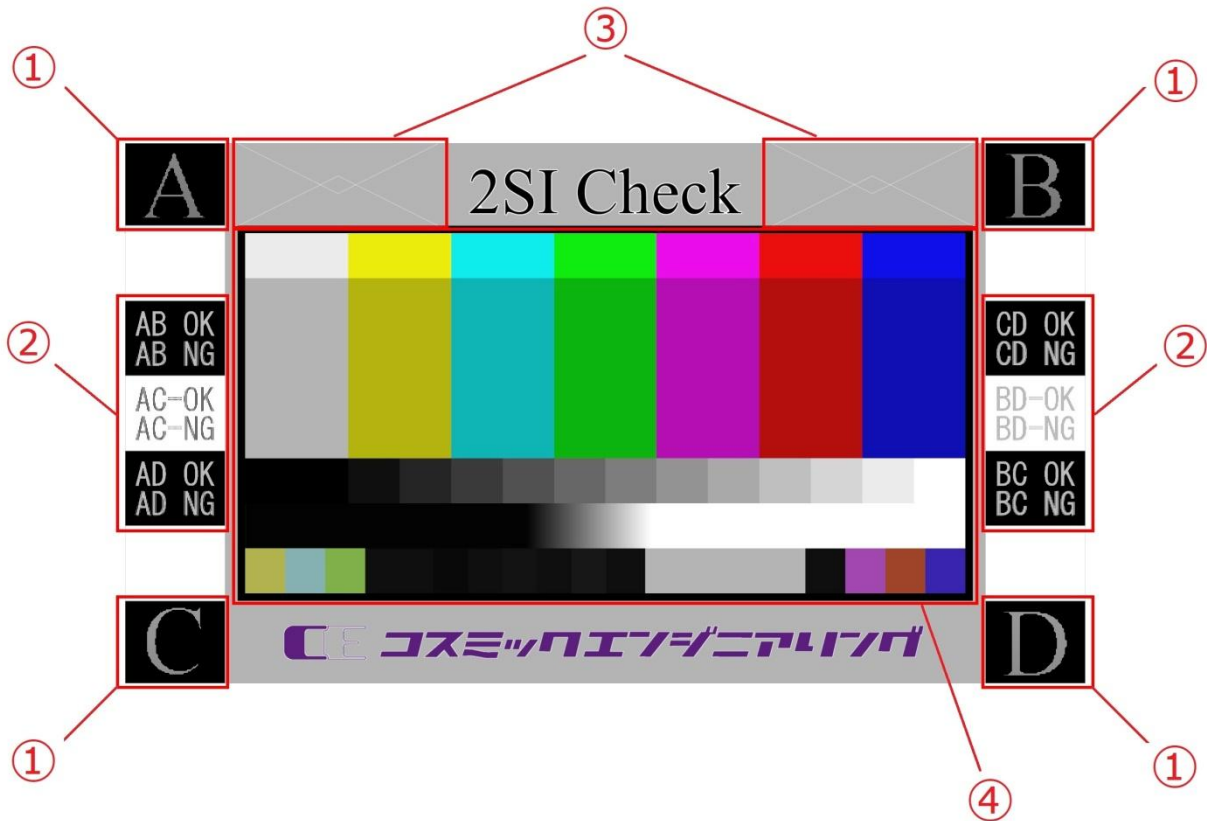 ③
①
①
A
2SI Check
B
②
AB OK
AB NG
AC-OK
AC-NG
AD OK
AD NG
CD OK
CD NG
BD-OK
BD-NG
BC OK
BC NG
②
C
CE コスミックエンジニアリング
D
①
①
④